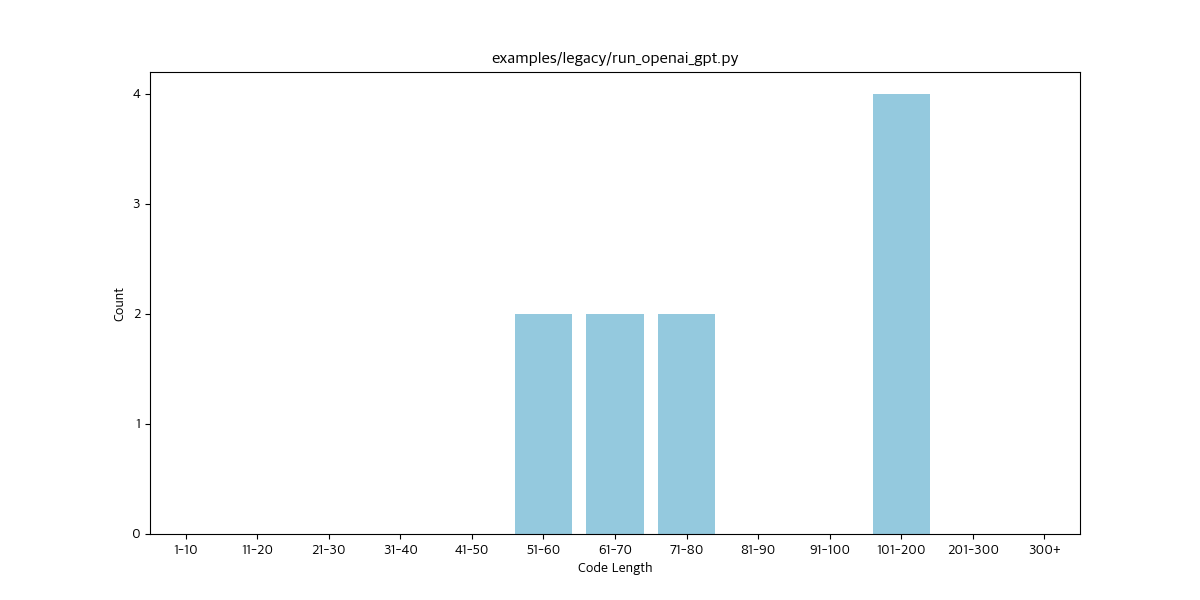 examples/legacy/run_openai_gpt.py
4
3
2
1
0
Count
1-10 11-20 21-30 31-40 41-50 51-60 61-70 71-80 81-90 91-100 101-200 201-300 300+
Code Length